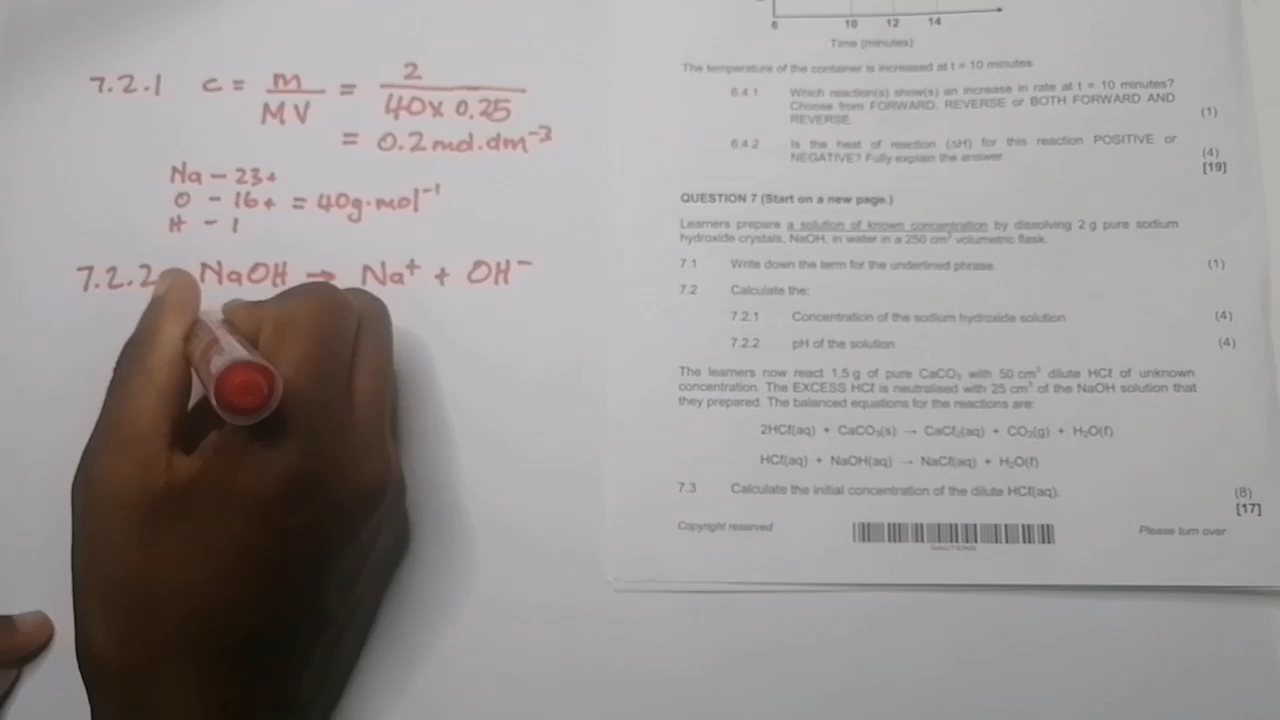 7.2.1 c = m/MV = 2/(40 x 0,25)
= 0.2mol.dm⁻³
Na - 23+
O - 16+ = 40g.mol⁻¹
H - 1
7.2.2 NaOH → Na⁺ + OH⁻
6 10 12 14
Time (minutes)
The temperature of the container is increased at t = 10 minutes.
6.4.1 Which reaction(s) show(s) an increase in rate at t = 10 minutes?
Choose from FORWARD, REVERSE or BOTH FORWARD AND
REVERSE. (1)
6.4.2 Is the heat of reaction (ΔH) for this reaction POSITIVE or
NEGATIVE? Fully explain the answer. (4)
[19]
QUESTION 7 (Start on a new page.)
Learners prepare a solution of known concentration by dissolving 2 g pure sodium
hydroxide crystals, NaOH, in water in a 250 cm³ volumetric flask.
7.1 Write down the term for the underlined phrase. (1)
7.2 Calculate the:
7.2.1 Concentration of the sodium hydroxide solution (4)
7.2.2 pH of the solution (4)
The learners now react 1,5 g of pure CaCO₃ with 50 cm³ dilute HCℓ of unknown
concentration. The EXCESS HCℓ is neutralised with 25 cm³ of the NaOH solution that
they prepared. The balanced equations for the reactions are:
2HCℓ(aq) + CaCO₃(s) → CaCℓ₂(aq) + CO₂(g) + H₂O(ℓ)
HCℓ(aq) + NaOH(aq) → NaCℓ(aq) + H₂O(ℓ)
7.3 Calculate the initial concentration of the dilute HCℓ(aq). (8)
[17]
Copyright reserved Please turn over